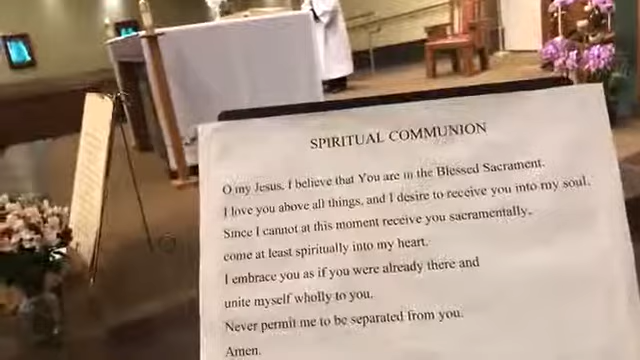 SPIRITUAL COMMUNION
O my Jesus, I believe that You are in the Blessed Sacrament.
I love you above all things, and I desire to receive you into my soul.
Since I cannot at this moment receive you sacramentally,
come at least spiritually into my heart.
I embrace you as if you were already there and
unite myself wholly to you.
Never permit me to be separated from you.
Amen.